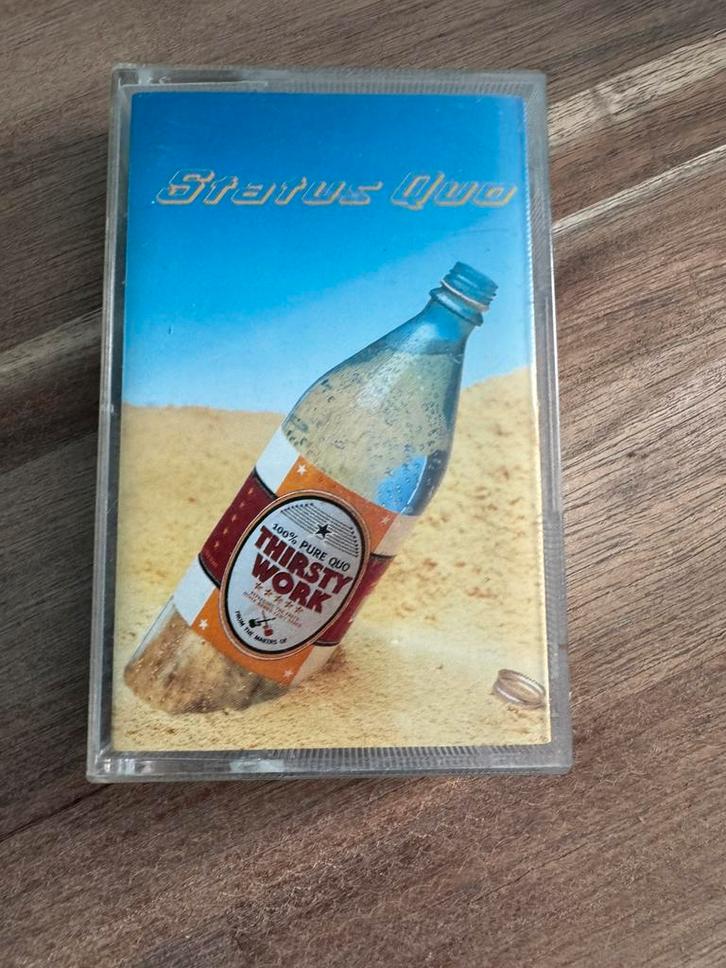 Status Quo
100% PURE QUO
THIRSTY
WORK
FROM THE MAKERS OF